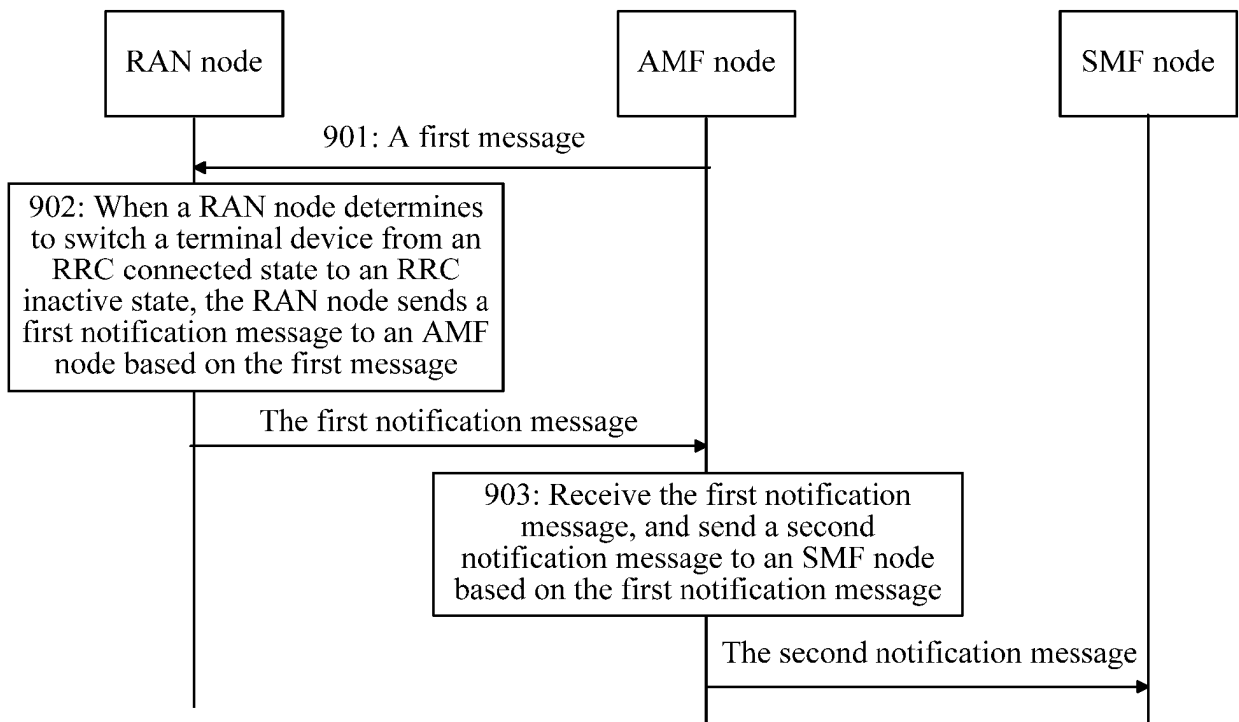 RAN node
AMF node
SMF node
901: A first message
902: When a RAN node determines
to switch a terminal device from an
RRC connected state to an RRC
inactive state, the RAN node sends a
first notification message to an AMF
node based on the first message
The first notification message
903: Receive the first notification
message, and send a second
notification message to an SMF node
based on the first notification message
The second notification message